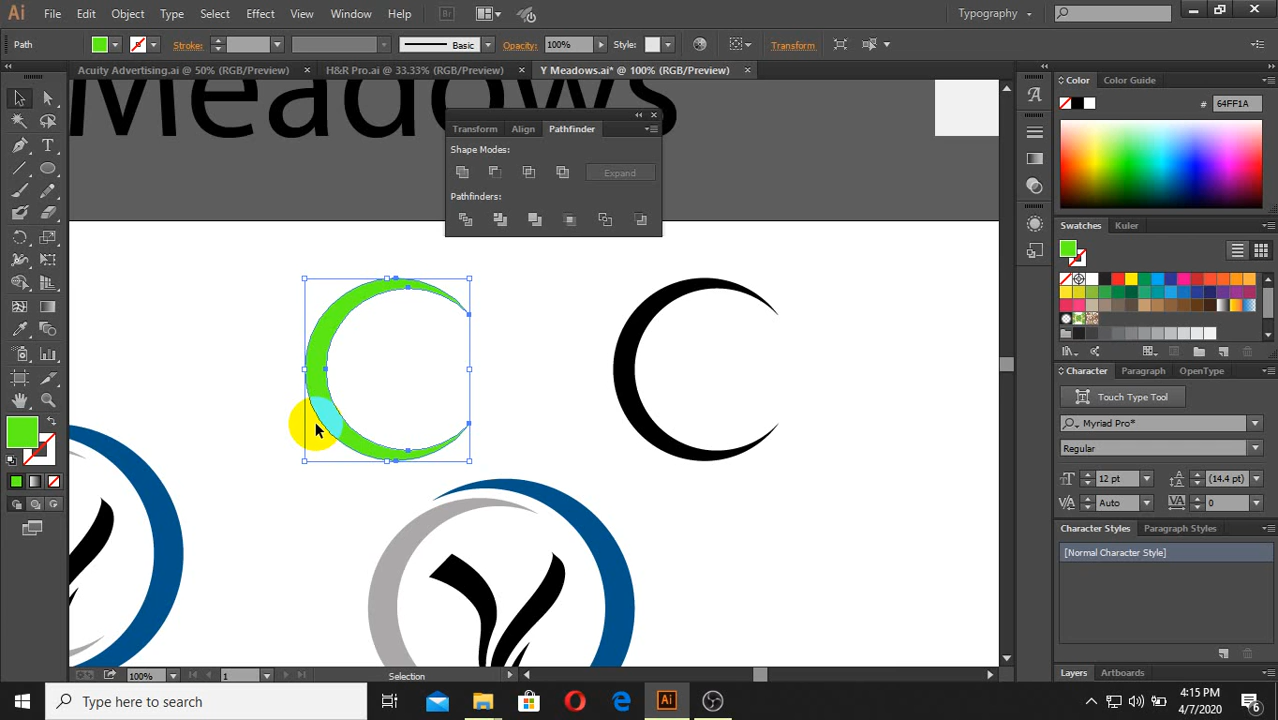 Ai File Edit Object Type Select Effect View Window Help Br Typography
Path Stroke: Basic Opacity: 100% Style: Transform
Acuity Advertising.ai @ 50% (RGB/Preview) × H&R Pro.ai @ 33.33% (RGB/Preview) × Y Meadows.ai* @ 100% (RGB/Preview) ×
Meadows
Transform Align Pathfinder
Shape Modes:
Expand
Pathfinders:
Color Color Guide
# 64FF1A
Swatches Kuler
Character Paragraph OpenType
Touch Type Tool
Myriad Pro*
Regular
12 pt (14.4 pt)
Auto 0
Character Styles Paragraph Styles
[Normal Character Style]
Layers Artboards
100% 1 Selection
Type here to search
Ai
4:15 PM
4/7/2020
6